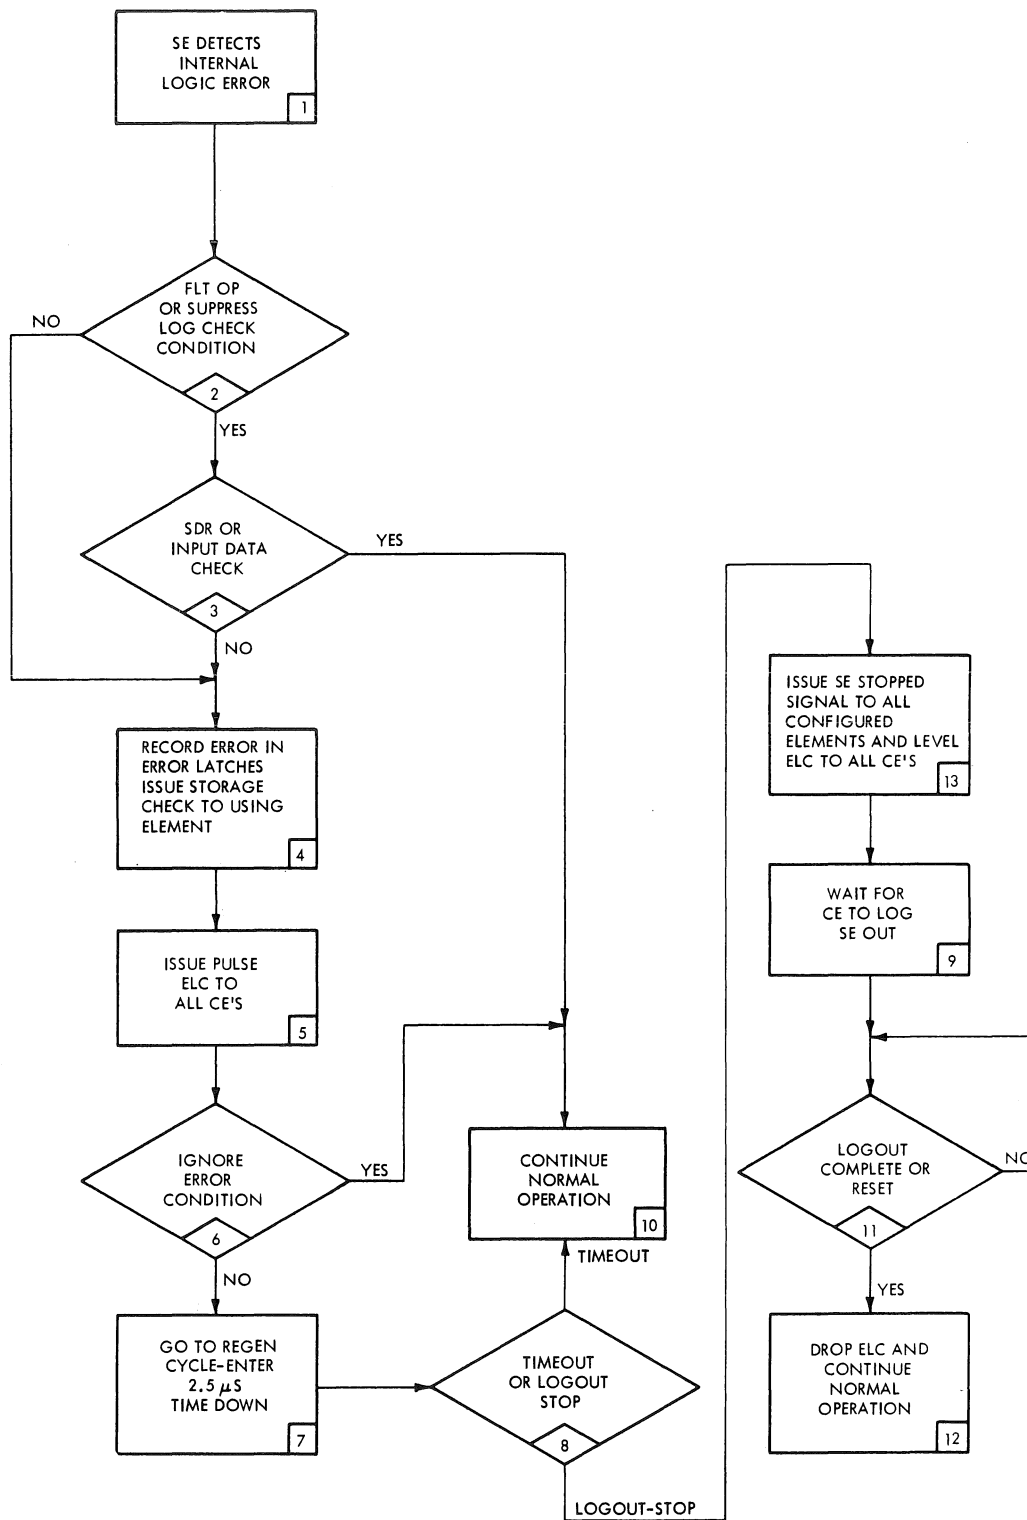 SE DETECTS
INTERNAL
LOGIC ERROR
1
FLT OP
OR SUPPRESS
LOG CHECK
CONDITION
2
NO
YES
SDR OR
INPUT DATA
CHECK
3
YES
NO
RECORD ERROR IN
ERROR LATCHES
ISSUE STORAGE
CHECK TO USING
ELEMENT
4
ISSUE PULSE
ELC TO
ALL CE'S
5
IGNORE
ERROR
CONDITION
6
YES
NO
GO TO REGEN
CYCLE-ENTER
2.5 μS
TIME DOWN
7
TIMEOUT
OR LOGOUT
STOP
8
TIMEOUT
LOGOUT-STOP
CONTINUE
NORMAL
OPERATION
10
ISSUE SE STOPPED
SIGNAL TO ALL
CONFIGURED
ELEMENTS AND LEVEL
ELC TO ALL CE'S
13
WAIT FOR
CE TO LOG
SE OUT
9
LOGOUT
COMPLETE OR
RESET
11
NO
YES
DROP ELC AND
CONTINUE
NORMAL
OPERATION
12